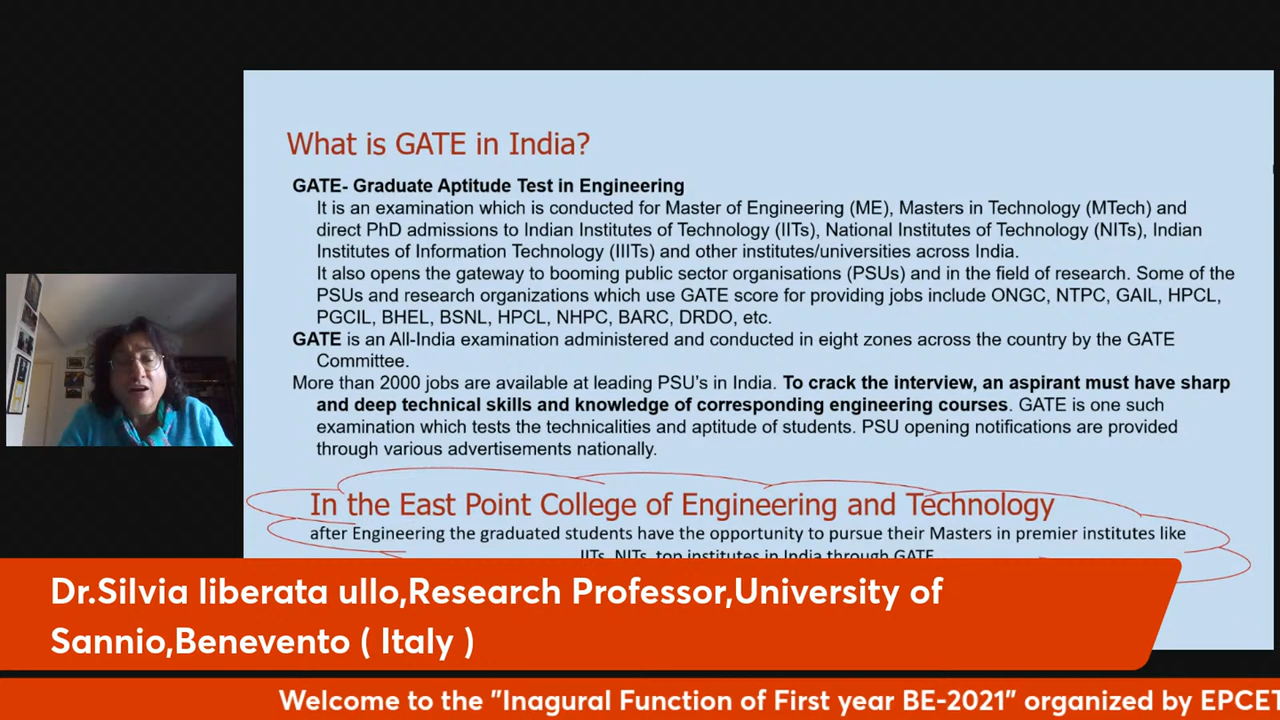 What is GATE in India?
GATE- Graduate Aptitude Test in Engineering
It is an examination which is conducted for Master of Engineering (ME), Masters in Technology (MTech) and
direct PhD admissions to Indian Institutes of Technology (IITs), National Institutes of Technology (NITs), Indian
Institutes of Information Technology (IIITs) and other institutes/universities across India.
It also opens the gateway to booming public sector organisations (PSUs) and in the field of research. Some of the
PSUs and research organizations which use GATE score for providing jobs include ONGC, NTPC, GAIL, HPCL,
PGCIL, BHEL, BSNL, HPCL, NHPC, BARC, DRDO, etc.
GATE is an All-India examination administered and conducted in eight zones across the country by the GATE
Committee.
More than 2000 jobs are available at leading PSU's in India. To crack the interview, an aspirant must have sharp
and deep technical skills and knowledge of corresponding engineering courses. GATE is one such
examination which tests the technicalities and aptitude of students. PSU opening notifications are provided
through various advertisements nationally.
In the East Point College of Engineering and Technology
after Engineering the graduated students have the opportunity to pursue their Masters in premier institutes like
IITs, NITs, top institutes in India through GATE
Dr.Silvia liberata ullo,Research Professor,University of
Sannio,Benevento ( Italy )
Welcome to the "Inagural Function of First year BE-2021" organized by EPCET